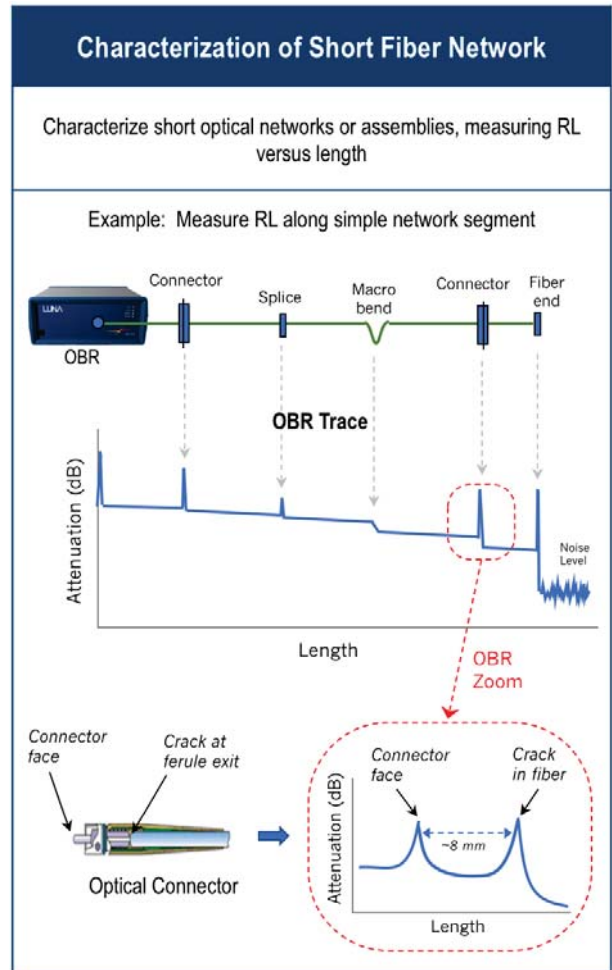 Characterization of Short Fiber Network
Characterize short optical networks or assemblies, measuring RL
versus length
Example: Measure RL along simple network segment
Connector
Splice
Macro
bend
Connector
Fiber
end
LUNA
OBR
OBR Trace
Attenuation (dB)
Noise
Level
Length
OBR
Zoom
Connector
face
Crack at
ferule exit
Optical Connector
Connector
face
Crack
in fiber
~8 mm
Attenuation (dB)
Length